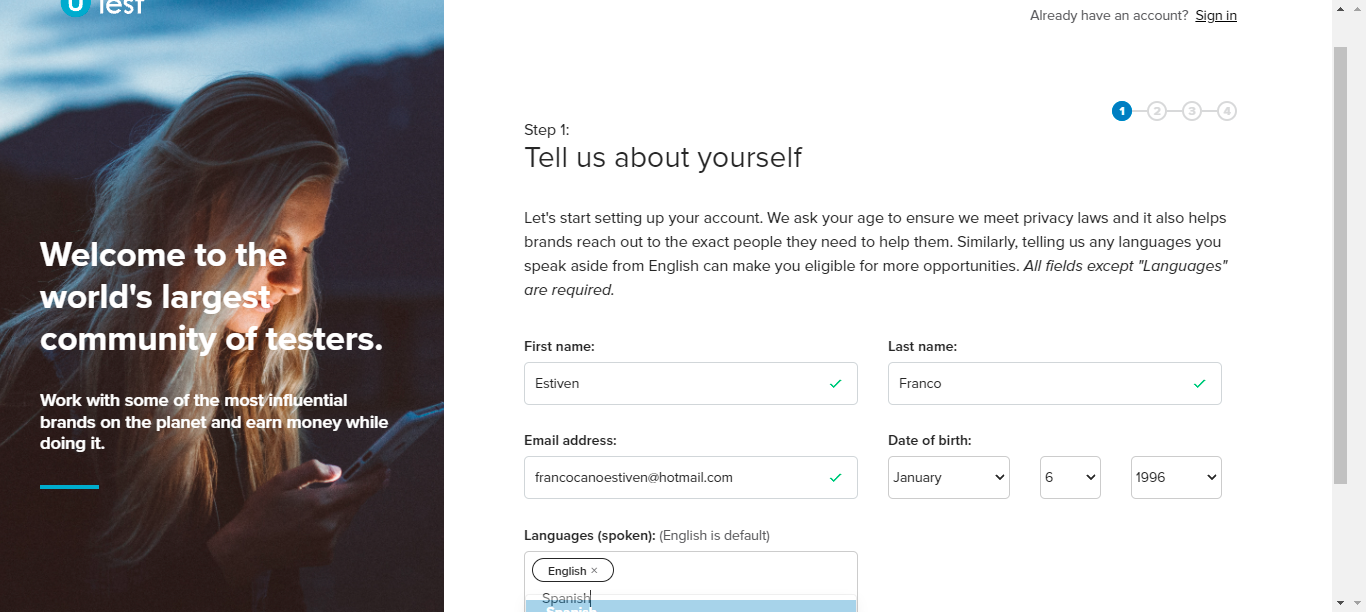 U Test
Already have an account? Sign in
1 2 3 4
Step 1:
Tell us about yourself
Let's start setting up your account. We ask your age to ensure we meet privacy laws and it also helps
brands reach out to the exact people they need to help them. Similarly, telling us any languages you
speak aside from English can make you eligible for more opportunities. All fields except "Languages"
are required.
Welcome to the
world's largest
community of testers.
Work with some of the most influential
brands on the planet and earn money while
doing it.
First name: Last name:
Estiven Franco
Email address: Date of birth:
francocanoestiven@hotmail.com January 6 1996
Languages (spoken): (English is default)
English ×
Spanish
Spanish